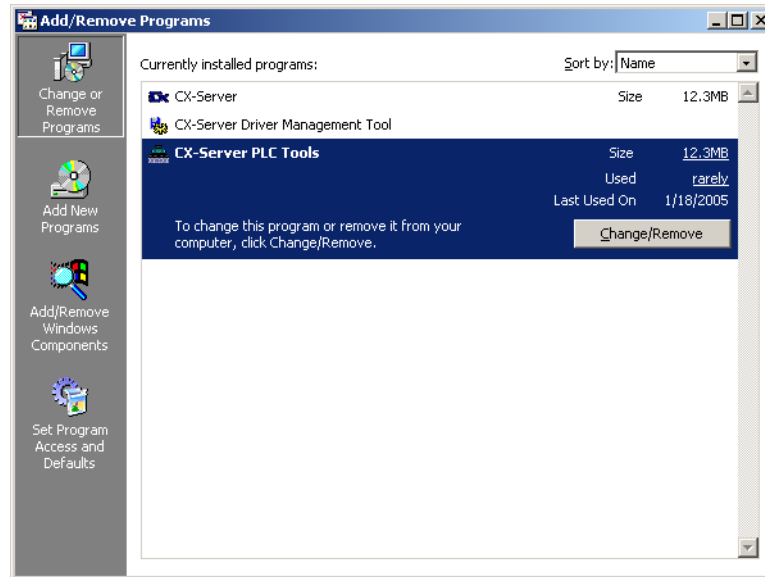 Add/Remove Programs
Change or
Remove
Programs
Add New
Programs
Add/Remove
Windows
Components
Set Program
Access and
Defaults
Currently installed programs:
Sort by: Name
CX-Server Size 12.3MB
CX-Server Driver Management Tool
CX-Server PLC Tools Size 12.3MB
Used rarely
Last Used On 1/18/2005
To change this program or remove it from your
computer, click Change/Remove.
Change/Remove